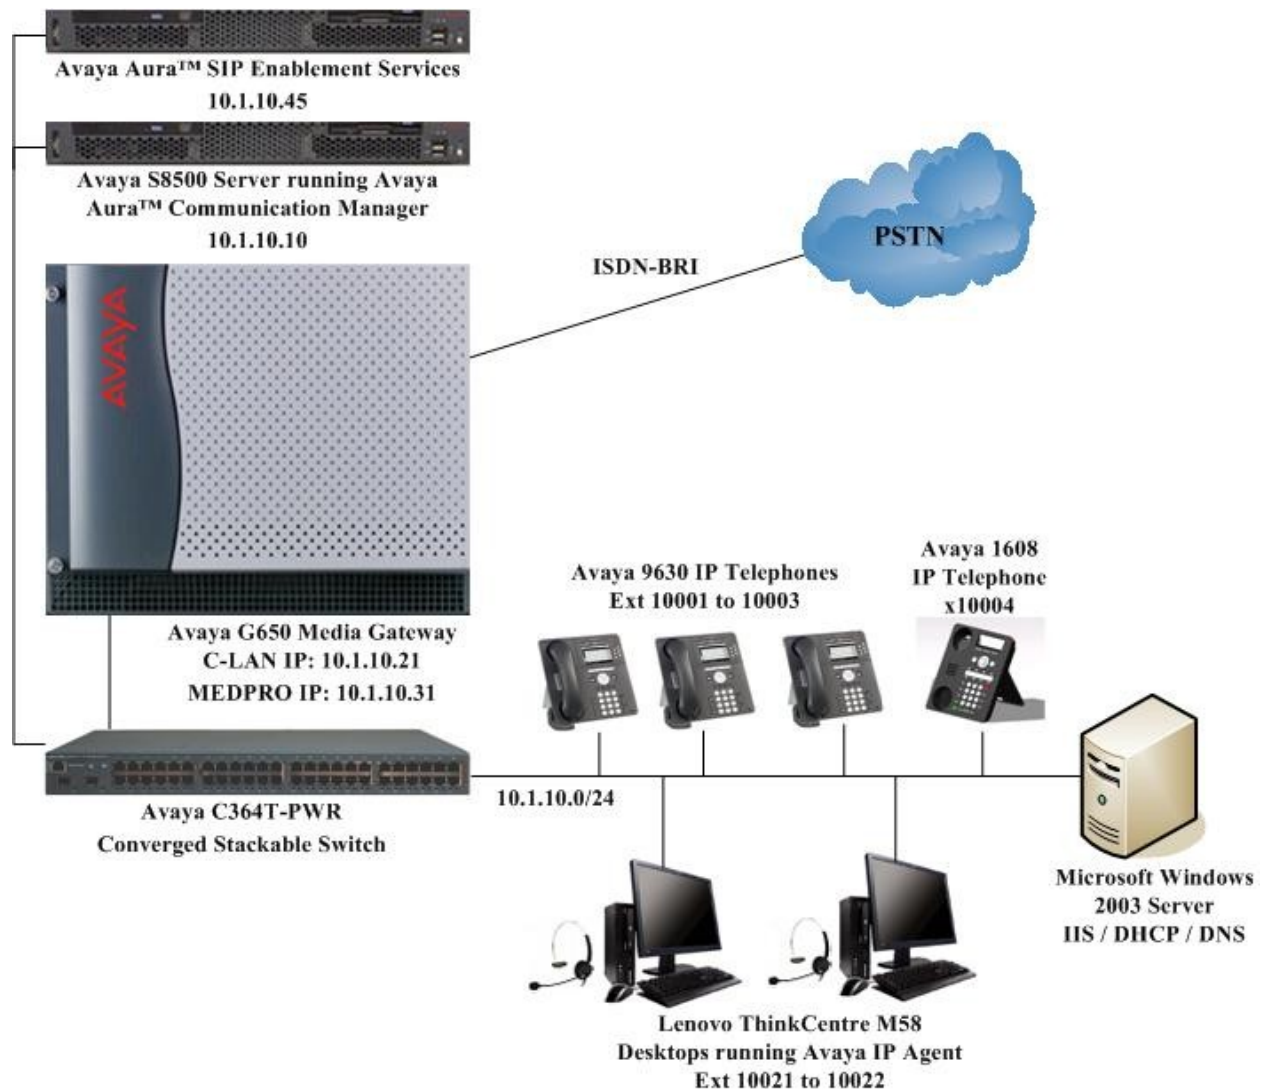 Avaya Aura™ SIP Enablement Services
10.1.10.45
Avaya S8500 Server running Avaya
Aura™ Communication Manager
10.1.10.10
AVAYA
ISDN-BRI
PSTN
Avaya G650 Media Gateway
C-LAN IP: 10.1.10.21
MEDPRO IP: 10.1.10.31
Avaya C364T-PWR
Converged Stackable Switch
Avaya 9630 IP Telephones
Ext 10001 to 10003
Avaya 1608
IP Telephone
x10004
10.1.10.0/24
Microsoft Windows
2003 Server
IIS / DHCP / DNS
Lenovo ThinkCentre M58
Desktops running Avaya IP Agent
Ext 10021 to 10022